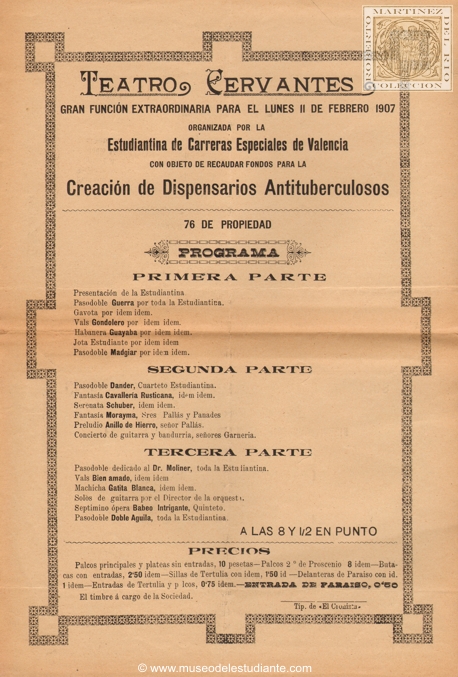 ROBERTO MARTINEZ DEL RIO
COLECCION
TEATRO CERVANTES
GRAN FUNCIÓN EXTRAORDINARIA PARA EL LUNES 11 DE FEBRERO 1907
ORGANIZADA POR LA
Estudiantina de Carreras Especiales de Valencia
CON OBJETO DE RECAUDAR FONDOS PARA LA
Creación de Dispensarios Antituberculosos
76 DE PROPIEDAD
PROGRAMA
PRIMERA PARTE
Presentación de la Estudiantina
Pasodoble Guerra por toda la Estudiantina.
Gavota por idem idem.
Vals Gondolero por idem idem.
Habanera Guayaba por idem idem.
Jota Estudiante por idem idem
Pasodoble Madgiar por idem idem.
SEGUNDA PARTE
Pasodoble Dander, Cuarteto Estudiantina.
Fantasía Cavallería Rusticana, idem idem.
Serenata Schuber, idem idem.
Fantasía Morayma, Sres Pallás y Panades
Preludio Anillo de Hierro, señor Pallás.
Concierto de guitarra y bandurria, señores Garneria.
TERCERA PARTE
Pasodoble dedicado al Dr. Moliner, toda la Estudiantina.
Vals Bien amado, idem idem
Machicha Gatita Blanca, idem idem.
Solos de guitarra por el Director de la orquesta.
Septimino ópera Babeo Intrigante, Quinteto.
Pasodoble Doble Aguila, toda la Estudiantina.
A LAS 8 Y 1/2 EN PUNTO
PRECIOS
Palcos principales y plateas sin entradas, 10 pesetas—Palcos 2.º de Proscenio 8 idem—Buta-
cas con entradas, 2'50 idem—Sillas de Tertulia con idem, 1'50 id—Delanteras de Paraiso con id.
1 idem—Entradas de Tertulia y palcos, 0'75 idem.—ENTRADA DE PARAISO, 0'50
El timbre á cargo de la Sociedad.
Tip. de «El Cronista»
© www.museodelestudiante.com